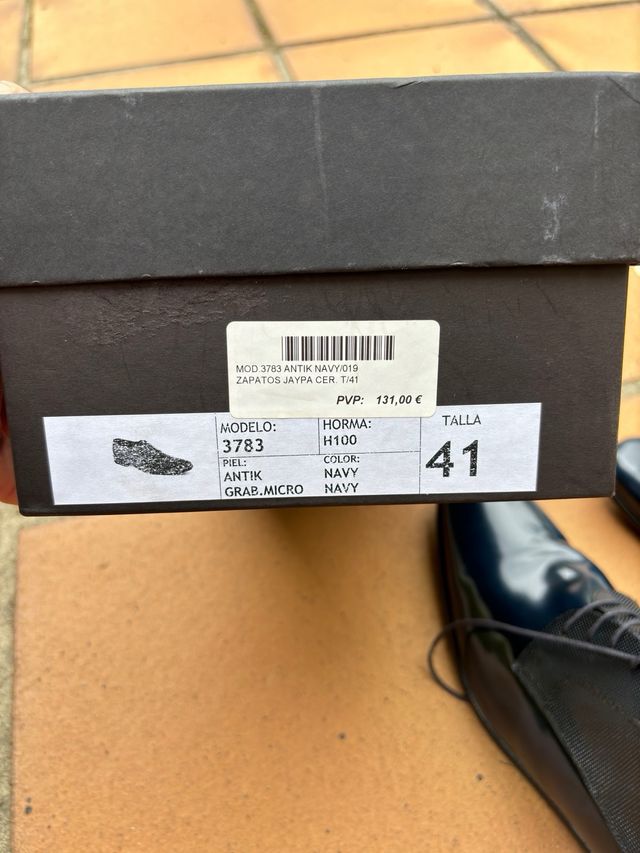 MOD.3783 ANTIK NAVY/019
ZAPATOS JAYPA CER. T/41
PVP: 131,00 €
MODELO:
3783
HORMA:
H100
TALLA
41
PIEL:
ANTIK
GRAB.MICRO
COLOR:
NAVY
NAVY